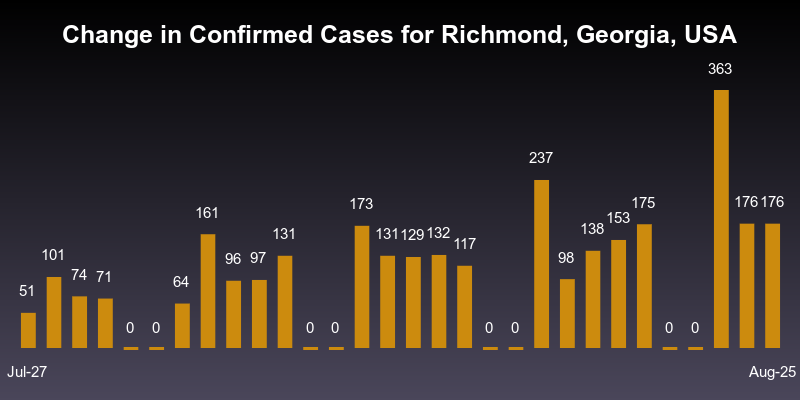 Change in Confirmed Cases for Richmond, Georgia, USA
51 101 74 71 0 0 64 161 96 97 131 0 0 173 131 129 132 117 0 0 237 98 138 153 175 0 0 363 176 176
Jul-27 Aug-25